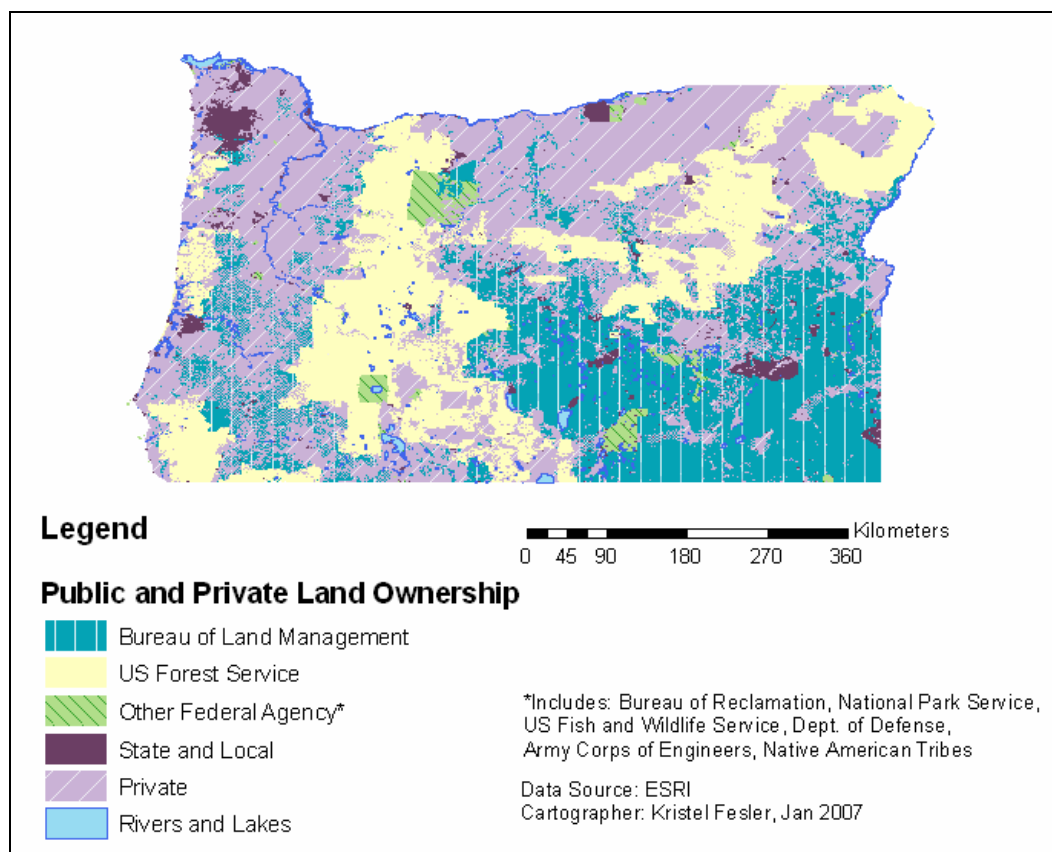 Legend
Kilometers
0 45 90 180 270 360
Public and Private Land Ownership
Bureau of Land Management
US Forest Service
Other Federal Agency*
State and Local
Private
Rivers and Lakes
*Includes: Bureau of Reclamation, National Park Service,
US Fish and Wildlife Service, Dept. of Defense,
Army Corps of Engineers, Native American Tribes
Data Source: ESRI
Cartographer: Kristel Fesler, Jan 2007